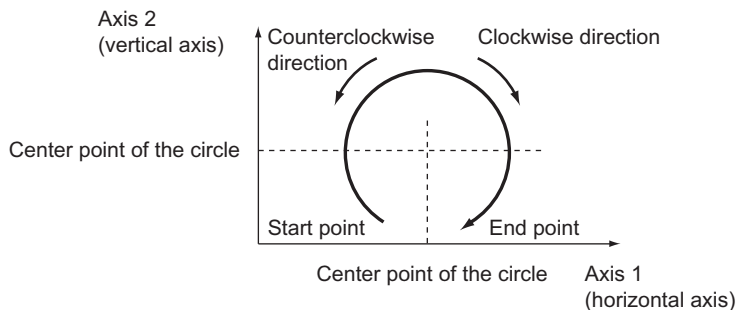 Axis 2
(vertical axis)
Counterclockwise
direction
Clockwise direction
Center point of the circle
Start point
End point
Center point of the circle
Axis 1
(horizontal axis)